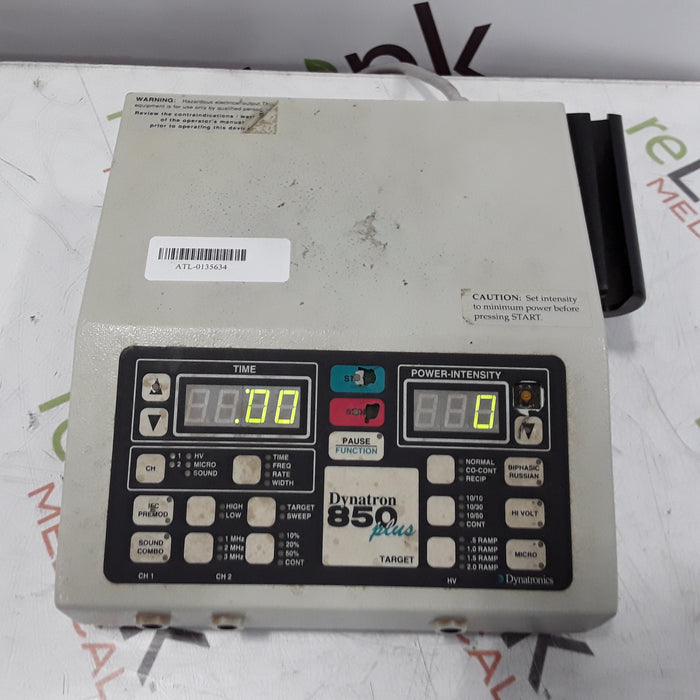 WARNING: Hazardous electrical output. This
equipment is for use only by qualified
Review the contraindications /
of the operator's manual
prior to operating this
ATL-0135634
CAUTION: Set intensity
to minimum power before
pressing START.
TIME
.00
POWER-INTENSITY
0
PAUSE
FUNCTION
CH
1
2
HV
MICRO
SOUND
TIME
FREQ
RATE
WIDTH
NORMAL
CO-CONT
RECIP
BIPHASIC
RUSSIAN
IFC
PREMOD
HIGH
LOW
TARGET
SWEEP
Dynatron
850
plus
TARGET
10/10
10/30
10/50
CONT
HI VOLT
SOUND
COMBO
1 MHz
2 MHz
3 MHz
10%
20%
50%
CONT
.5 RAMP
1.0 RAMP
1.5 RAMP
2.0 RAMP
MICRO
CH 1
CH 2
HV
Dynatronics
MEDICAL